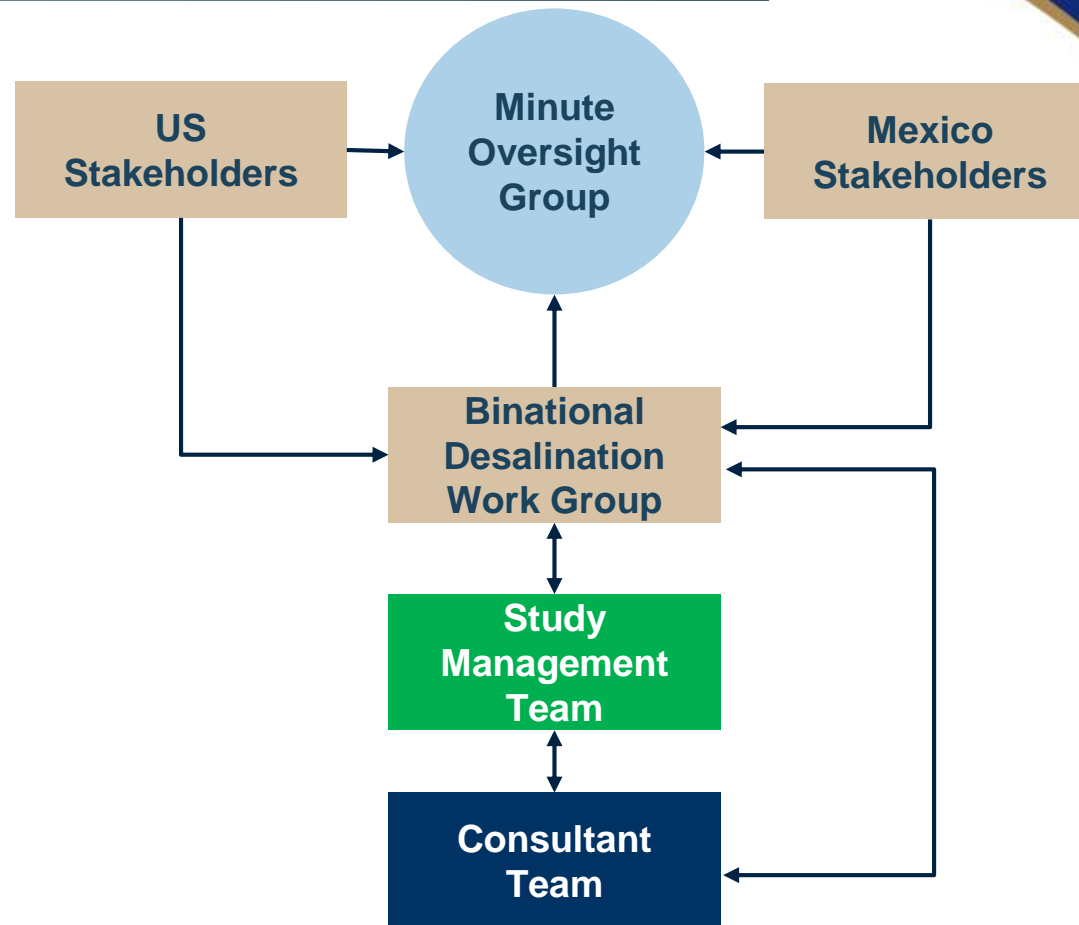 US
Stakeholders
Minute
Oversight
Group
Mexico
Stakeholders
Binational
Desalination
Work Group
Study
Management
Team
Consultant
Team